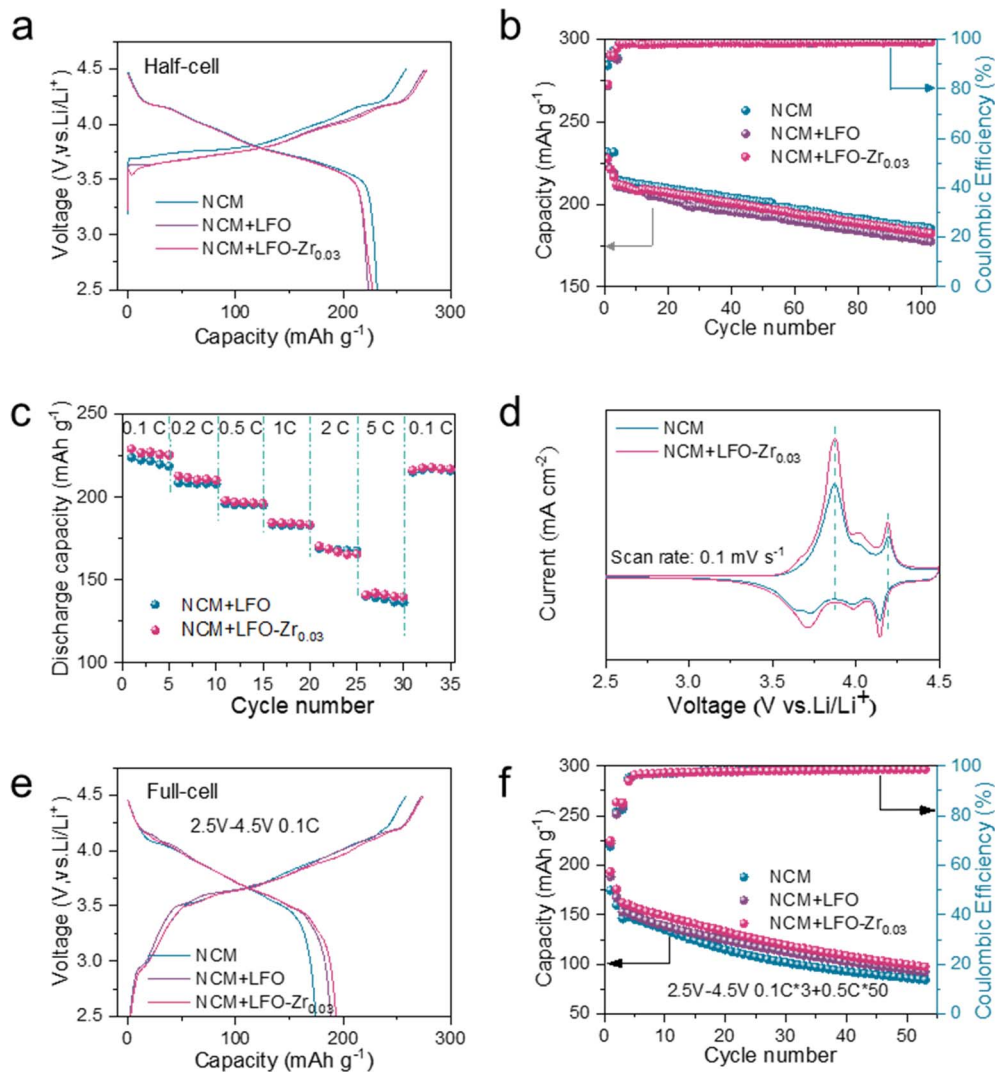 a
Half-cell
NCM
NCM+LFO
NCM+LFO-Zr0.03
Voltage (V,vs.Li/Li+)
4.5
4.0
3.5
3.0
2.5
0 100 200 300
Capacity (mAh g-1)
b
NCM
NCM+LFO
NCM+LFO-Zr0.03
Capacity (mAh g-1)
300
250
200
150
Coulombic Efficiency (%)
100
80
60
40
20
0
0 20 40 60 80 100
Cycle number
c
0.1 C 0.2 C 0.5 C 1C 2 C 5 C 0.1 C
NCM+LFO
NCM+LFO-Zr0.03
Discharge capacity (mAh g-1)
250
200
150
100
0 5 10 15 20 25 30 35
Cycle number
d
NCM
NCM+LFO-Zr0.03
Scan rate: 0.1 mV s-1
Current (mA cm-2)
2.5 3.0 3.5 4.0 4.5
Voltage (V vs.Li/Li+)
e
Full-cell
2.5V-4.5V 0.1C
NCM
NCM+LFO
NCM+LFO-Zr0.03
Voltage (V,vs.Li/Li+)
4.5
4.0
3.5
3.0
2.5
0 100 200 300
Capacity (mAh g-1)
f
NCM
NCM+LFO
NCM+LFO-Zr0.03
2.5V-4.5V 0.1C*3+0.5C*50
Capacity (mAh g-1)
300
250
200
150
100
50
Coulombic Efficiency (%)
100
80
60
40
20
0
0 10 20 30 40 50
Cycle number